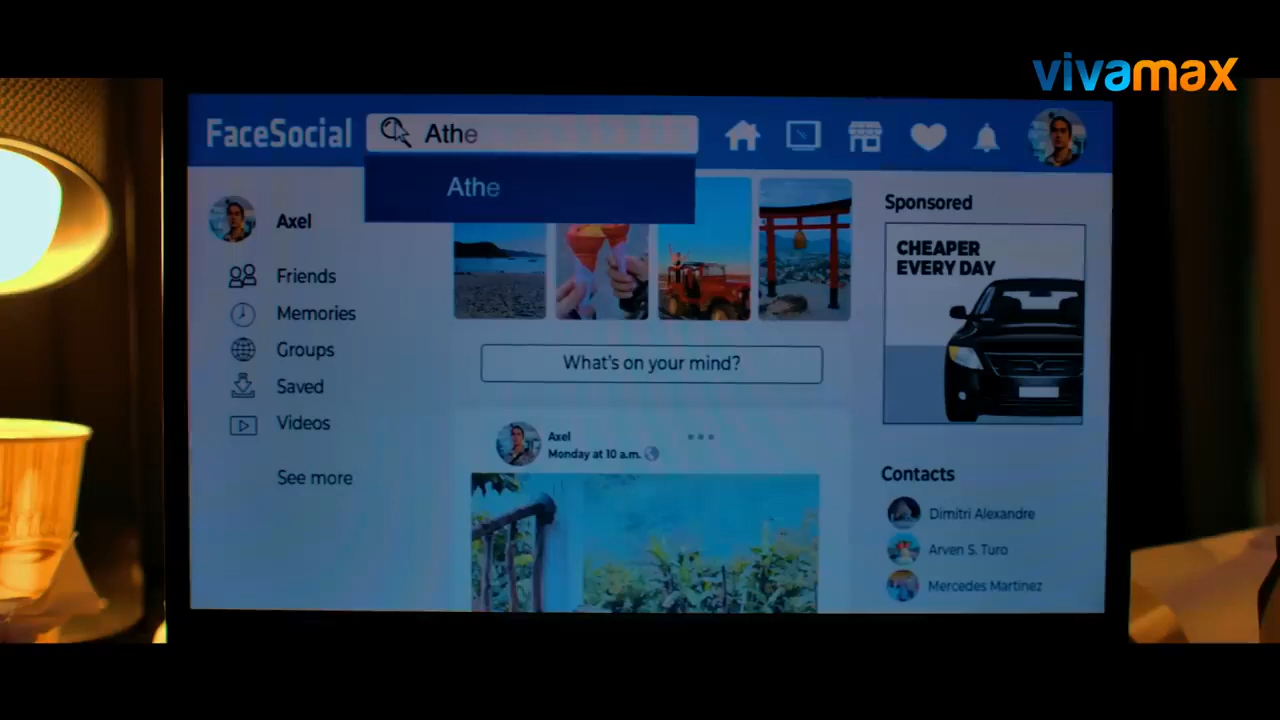 vivamax
FaceSocial
Athe
Athe
Axel
Friends
Memories
Groups
Saved
Videos
See more
What's on your mind?
Axel
Monday at 10 a.m.
Sponsored
CHEAPER
EVERY DAY
Contacts
Dimitri Alexandre
Arven S. Turo
Mercedes Martinez